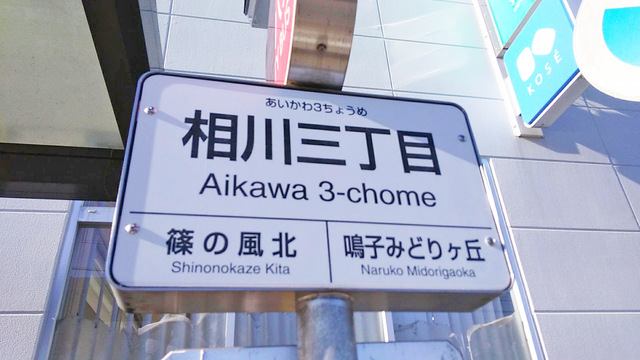 あいかわ3ちょうめ
相川三丁目
Aikawa 3-chome
篠の風北
Shinonokaze Kita
鳴子みどりヶ丘
Naruko Midorigaoka
KOSÉ